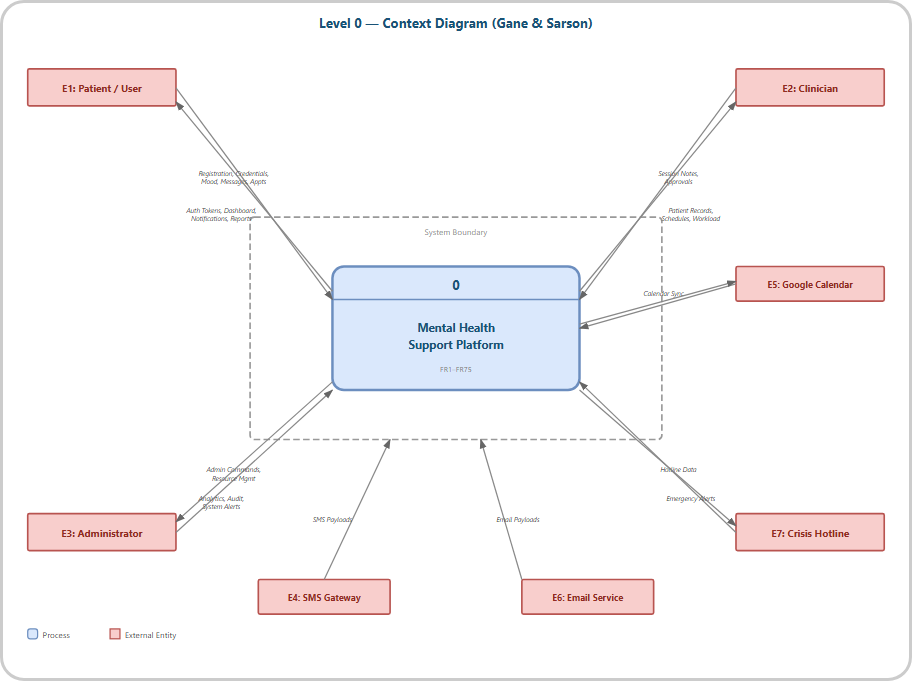 Level 0 — Context Diagram (Gane & Sarson)
E1: Patient / User
E2: Clinician
Registration, Credentials,
Mood, Messages, Appts
Session Notes,
Approvals
Auth Tokens, Dashboard,
Notifications, Reports
Patient Records,
Schedules, Workload
System Boundary
0
E5: Google Calendar
Calendar Sync
Mental Health
Support Platform
FR1–FR75
Admin Commands,
Resource Mgmt
Hotline Data
Analytics, Audit,
System Alerts
Emergency Alerts
SMS Payloads
Email Payloads
E3: Administrator
E7: Crisis Hotline
E4: SMS Gateway
E6: Email Service
Process
External Entity